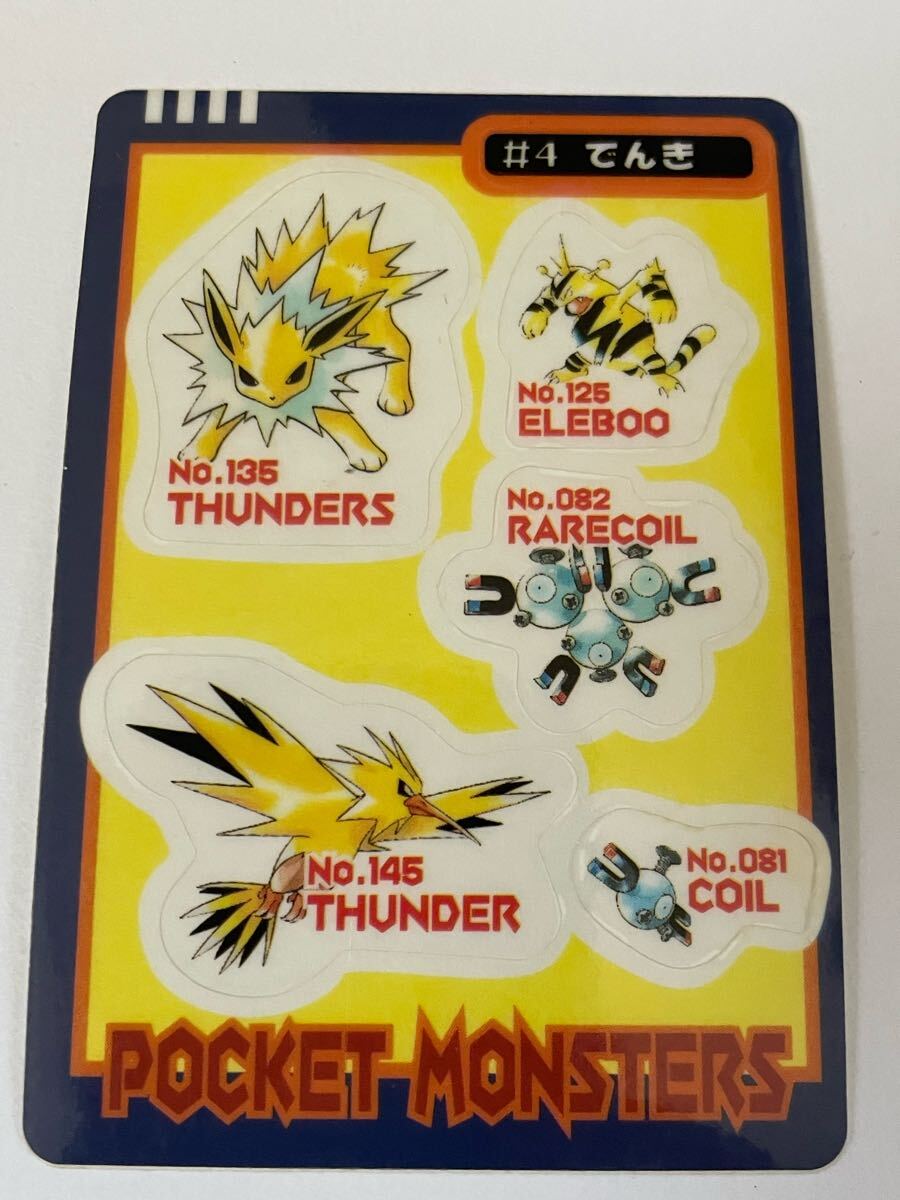 #4 でんき
No.135
THUNDERS
No.125
ELEBOO
No.082
RARECOIL
No.145
THUNDER
No.081
COIL
POCKET MONSTERS